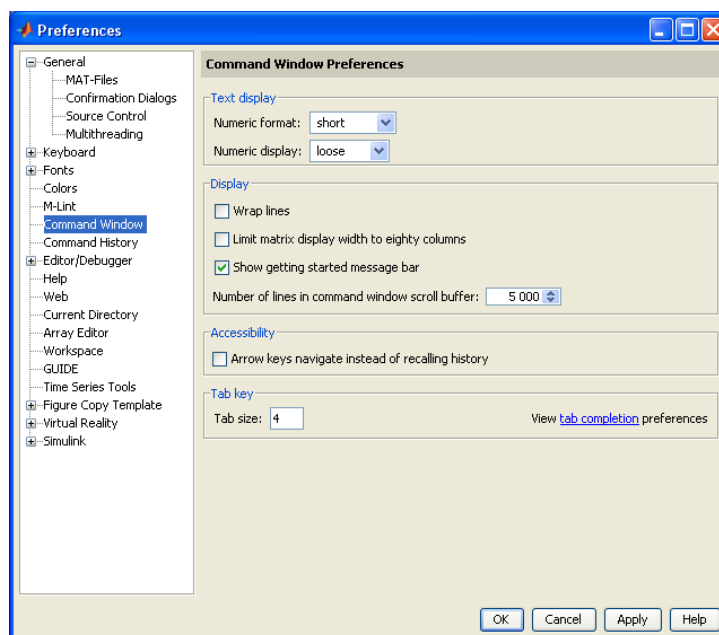 Preferences
General
MAT-Files
Confirmation Dialogs
Source Control
Multithreading
Keyboard
Fonts
Colors
M-Lint
Command Window
Command History
Editor/Debugger
Help
Web
Current Directory
Array Editor
Workspace
GUIDE
Time Series Tools
Figure Copy Template
Virtual Reality
Simulink
Command Window Preferences
Text display
Numeric format: short
Numeric display: loose
Display
Wrap lines
Limit matrix display width to eighty columns
Show getting started message bar
Number of lines in command window scroll buffer: 5 000
Accessibility
Arrow keys navigate instead of recalling history
Tab key
Tab size: 4 View tab completion preferences
OK Cancel Apply Help